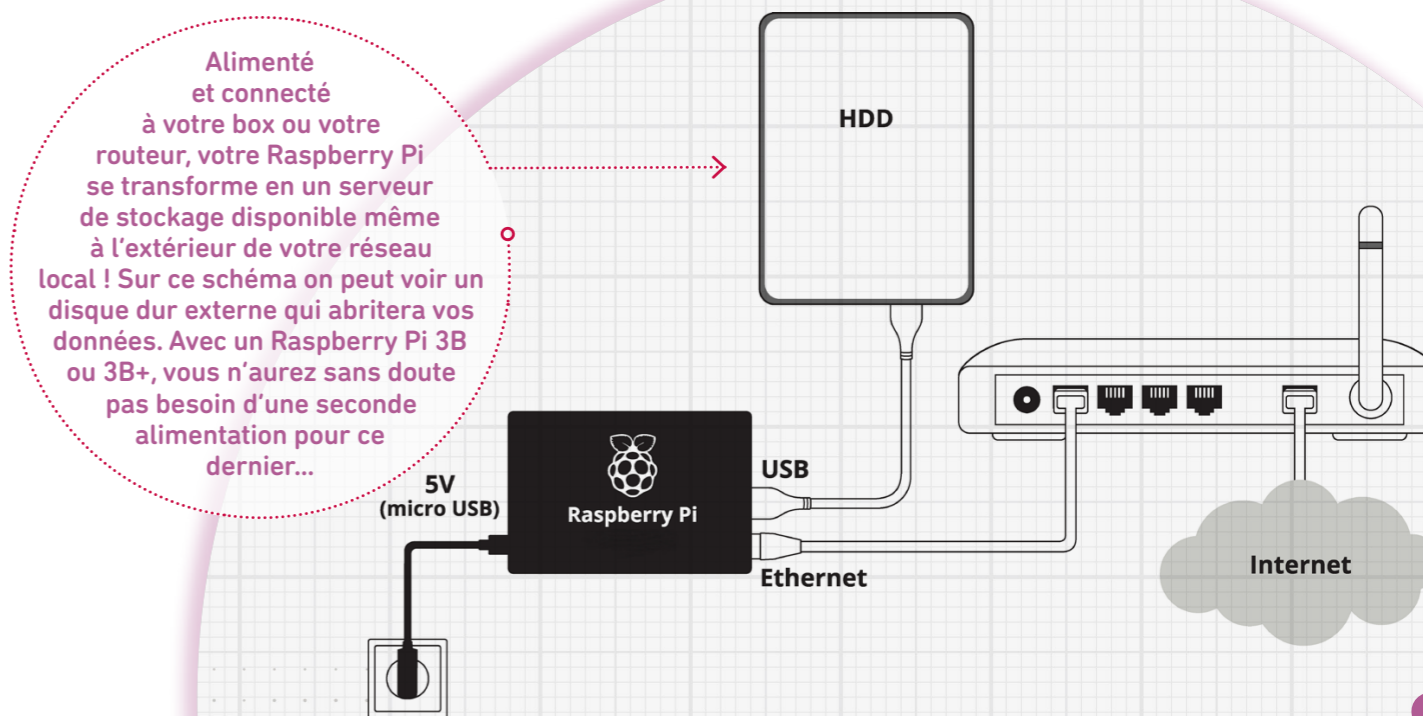 Alimenté
et connecté
à votre box ou votre
routeur, votre Raspberry Pi
se transforme en un serveur
de stockage disponible même
à l’extérieur de votre réseau
local ! Sur ce schéma on peut voir un
disque dur externe qui abritera vos
données. Avec un Raspberry Pi 3B
ou 3B+, vous n’aurez sans doute
pas besoin d’une seconde
alimentation pour ce
dernier...
HDD
5V
(micro USB)
Raspberry Pi
USB
Ethernet
Internet